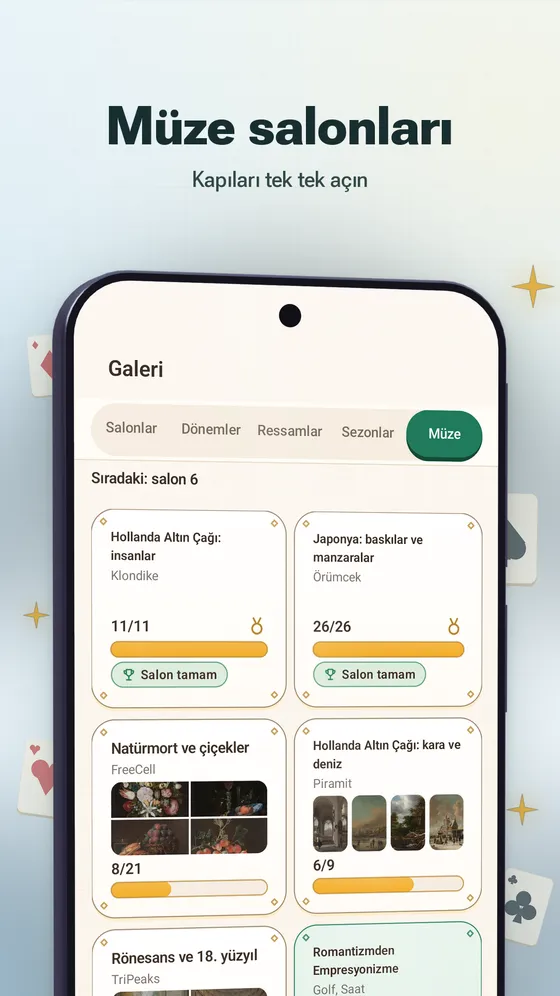 Müze salonları
Kapıları tek tek açın
Galeri
Salonlar
Dönemler
Ressamlar
Sezonlar
Müze
Sıradaki: salon 6
Hollanda Altın Çağı:
insanlar
Klondike
11/11
Salon tamam
Japonya: baskılar ve
manzaralar
Örümcek
26/26
Salon tamam
Natürmort ve çiçekler
FreeCell
8/21
Hollanda Altın Çağı: kara ve
deniz
Piramit
6/9
Rönesans ve 18. yüzyıl
TriPeaks
Romantizmden
Empresyonizme
Golf, Saat